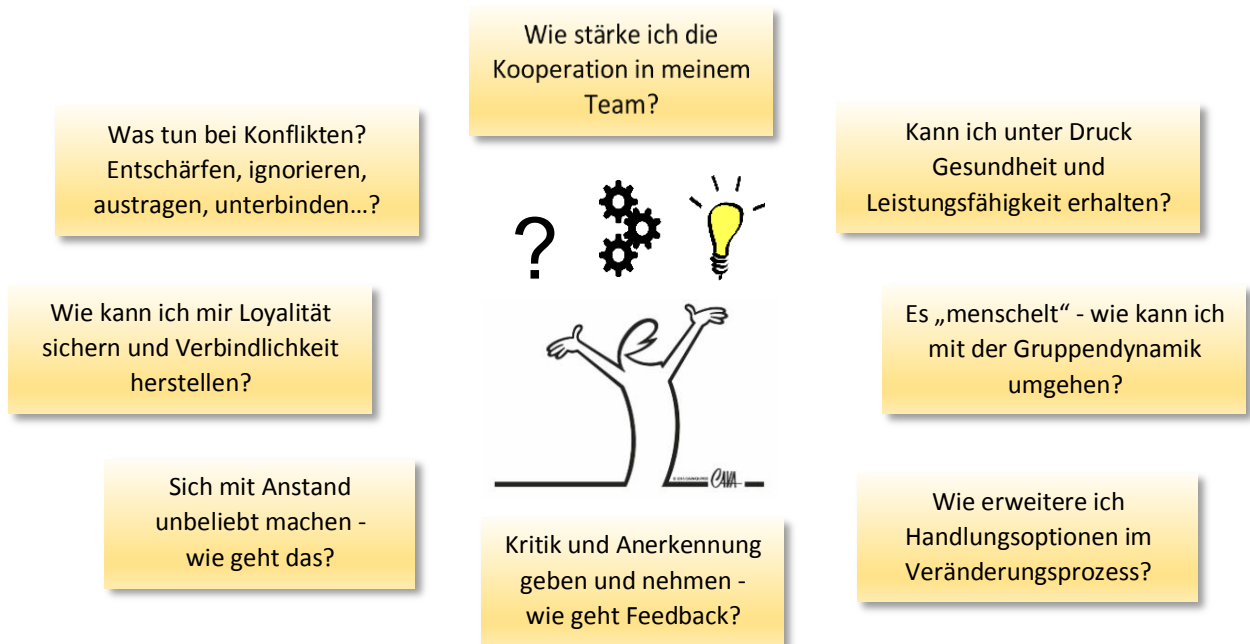 Wie stärke ich die
Kooperation in meinem
Team?
Was tun bei Konflikten?
Entschärfen, ignorieren,
austragen, unterbinden…?
Kann ich unter Druck
Gesundheit und
Leistungsfähigkeit erhalten?
?
Wie kann ich mir Loyalität
sichern und Verbindlichkeit
herstellen?
Es „menschelt“ - wie kann ich
mit der Gruppendynamik
umgehen?
CAVA
Sich mit Anstand
unbeliebt machen -
wie geht das?
Wie erweitere ich
Handlungsoptionen im
Veränderungsprozess?
Kritik und Anerkennung
geben und nehmen -
wie geht Feedback?